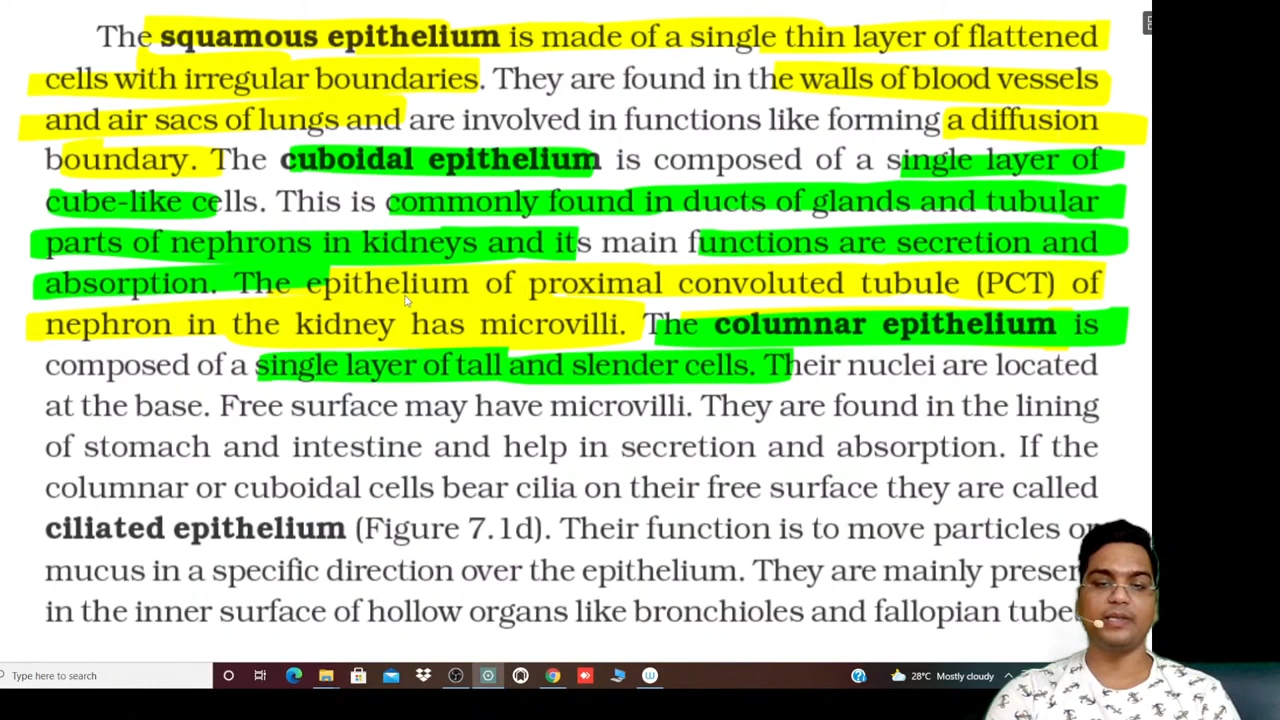 The squamous epithelium is made of a single thin layer of flattened
cells with irregular boundaries. They are found in the walls of blood vessels
and air sacs of lungs and are involved in functions like forming a diffusion
boundary. The cuboidal epithelium is composed of a single layer of
cube-like cells. This is commonly found in ducts of glands and tubular
parts of nephrons in kidneys and its main functions are secretion and
absorption. The epithelium of proximal convoluted tubule (PCT) of
nephron in the kidney has microvilli. The columnar epithelium is
composed of a single layer of tall and slender cells. Their nuclei are located
at the base. Free surface may have microvilli. They are found in the lining
of stomach and intestine and help in secretion and absorption. If the
columnar or cuboidal cells bear cilia on their free surface they are called
ciliated epithelium (Figure 7.1d). Their function is to move particles or
mucus in a specific direction over the epithelium. They are mainly presen
in the inner surface of hollow organs like bronchioles and fallopian tube
Type here to search
28°C Mostly cloudy